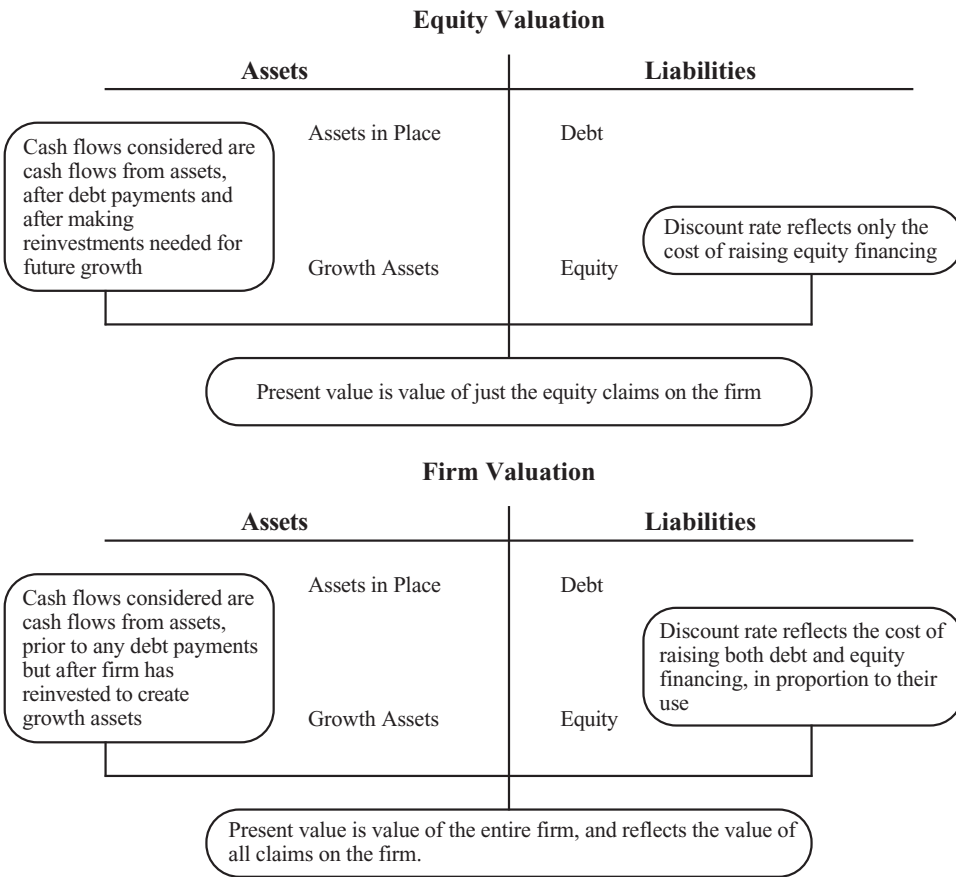 Equity Valuation
Assets
Liabilities
Assets in Place
Debt
Cash flows considered are
cash flows from assets,
after debt payments and
after making
reinvestments needed for
future growth
Discount rate reflects only the
cost of raising equity financing
Growth Assets
Equity
Present value is value of just the equity claims on the firm
Firm Valuation
Assets
Liabilities
Assets in Place
Debt
Cash flows considered are
cash flows from assets,
prior to any debt payments
but after firm has
reinvested to create
growth assets
Discount rate reflects the cost of
raising both debt and equity
financing, in proportion to their
use
Growth Assets
Equity
Present value is value of the entire firm, and reflects the value of
all claims on the firm.